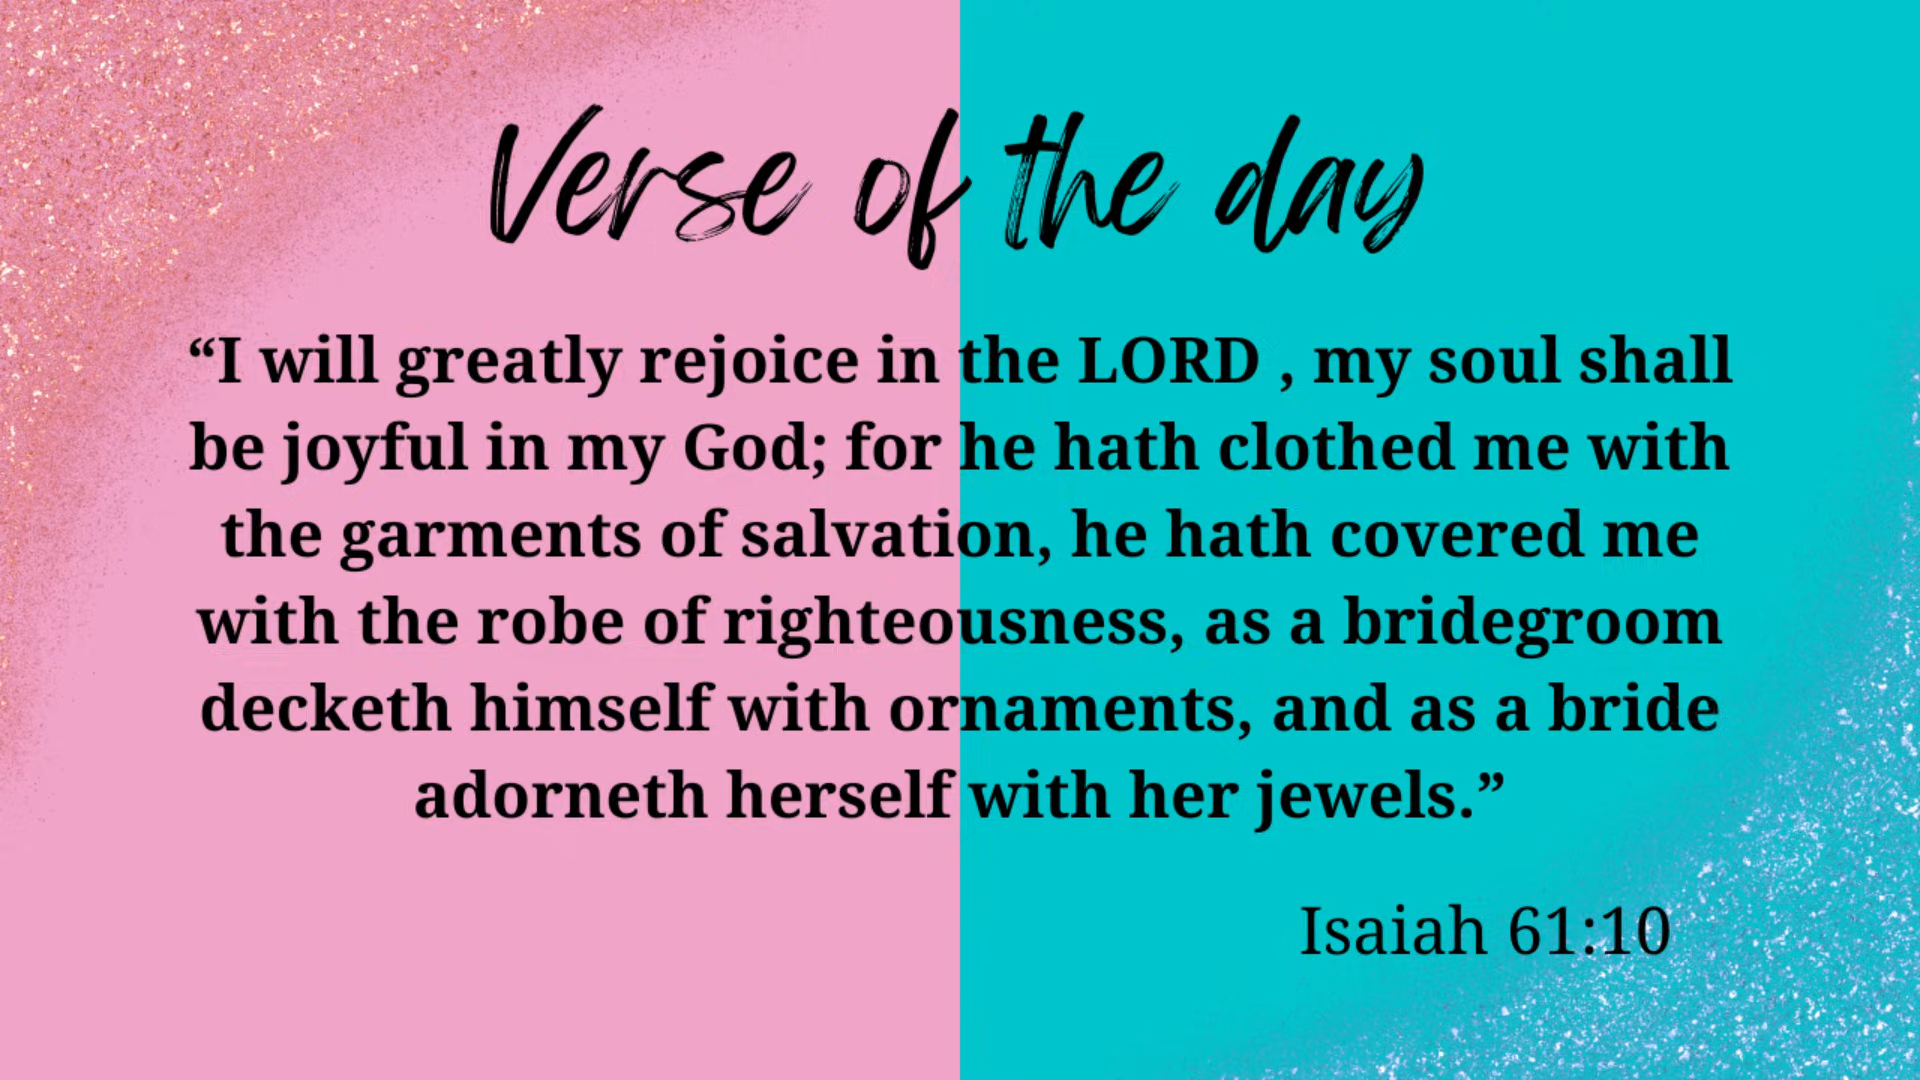 Verse of the day
“I will greatly rejoice in the LORD , my soul shall
be joyful in my God; for he hath clothed me with
the garments of salvation, he hath covered me
with the robe of righteousness, as a bridegroom
decketh himself with ornaments, and as a bride
adorneth herself with her jewels.”
Isaiah 61:10